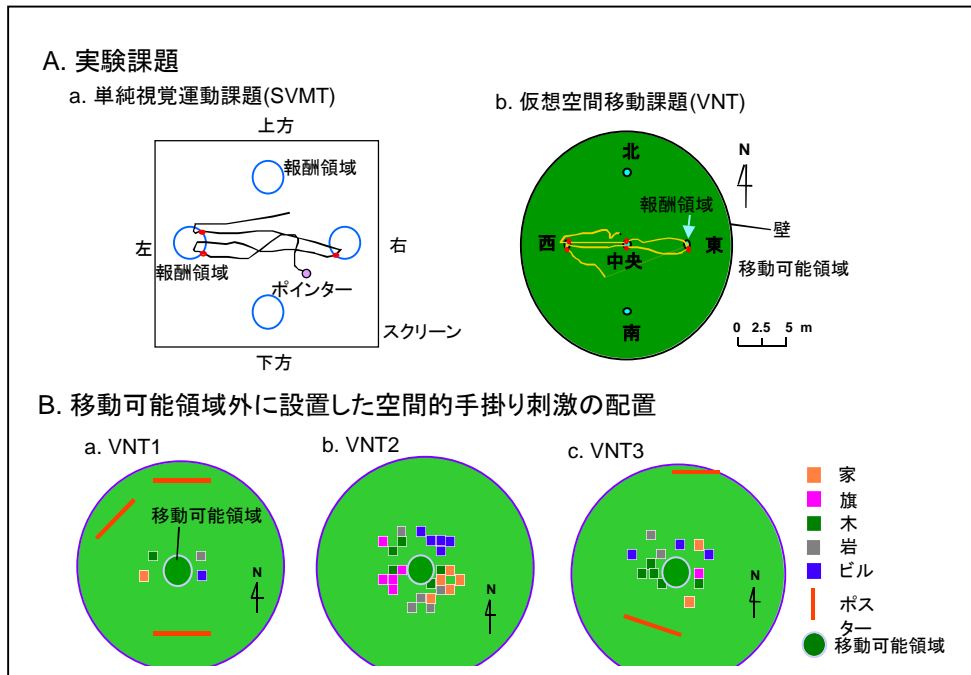 A. 実験課題
a. 単純視覚運動課題(SVMT)
上方
報酬領域
左
右
報酬領域
ポインター
スクリーン
下方
b. 仮想空間移動課題(VNT)
北
N
報酬領域
壁
西
東
中央
移動可能領域
南
0 2.5 5 m
B. 移動可能領域外に設置した空間的手掛り刺激の配置
a. VNT1
移動可能領域
N
b. VNT2
N
c. VNT3
N
家
旗
木
岩
ビル
ポス
ター
移動可能領域